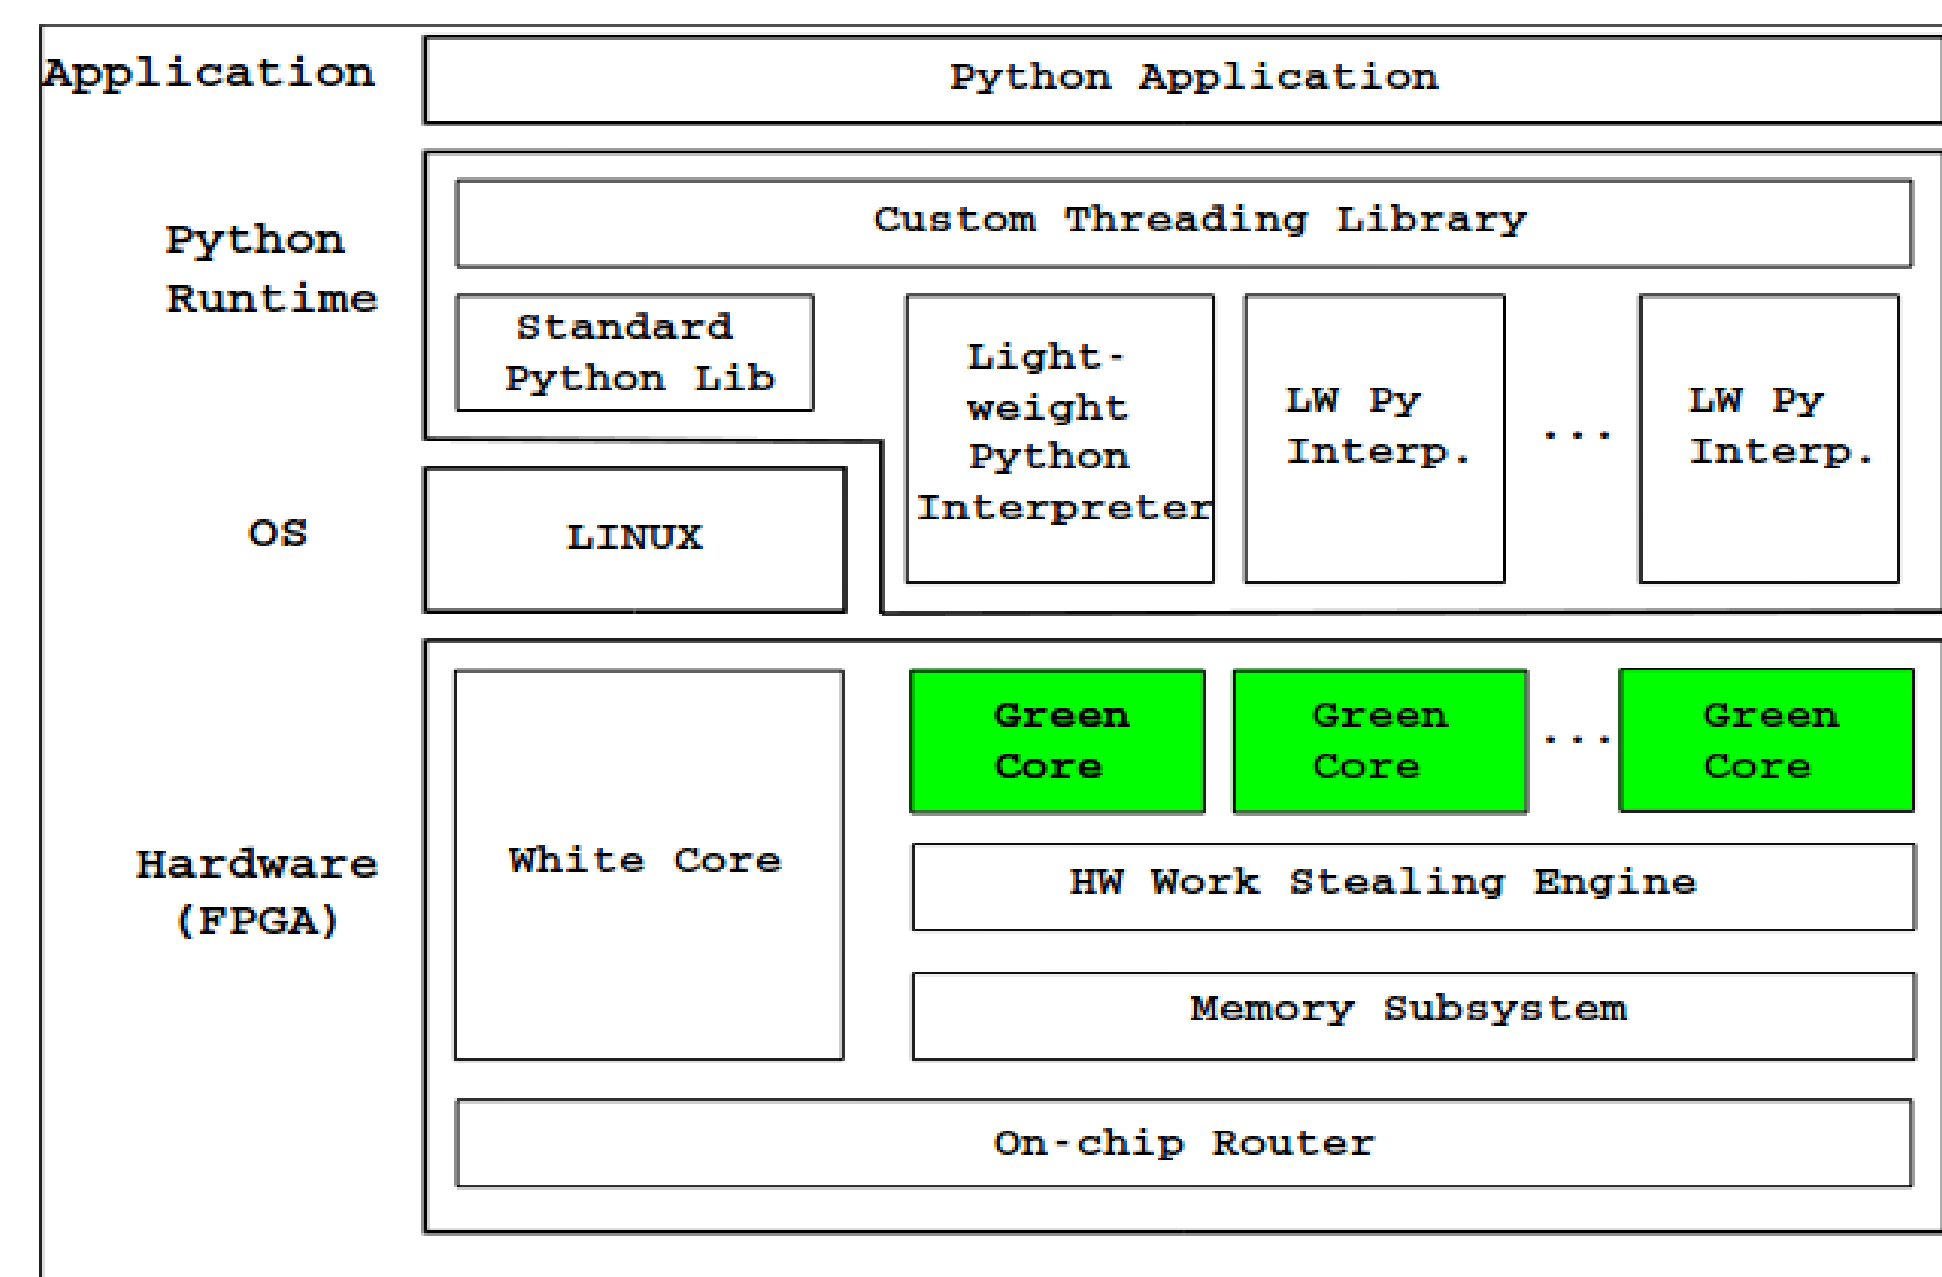 Application
Python Application
Python
Runtime
Custom Threading Library
Standard
Python Lib
Light-
weight
Python
Interpreter
LW Py
Interp.
...
LW Py
Interp.
OS
LINUX
Hardware
(FPGA)
White Core
Green
Core
Green
Core
...
Green
Core
HW Work Stealing Engine
Memory Subsystem
On-chip Router